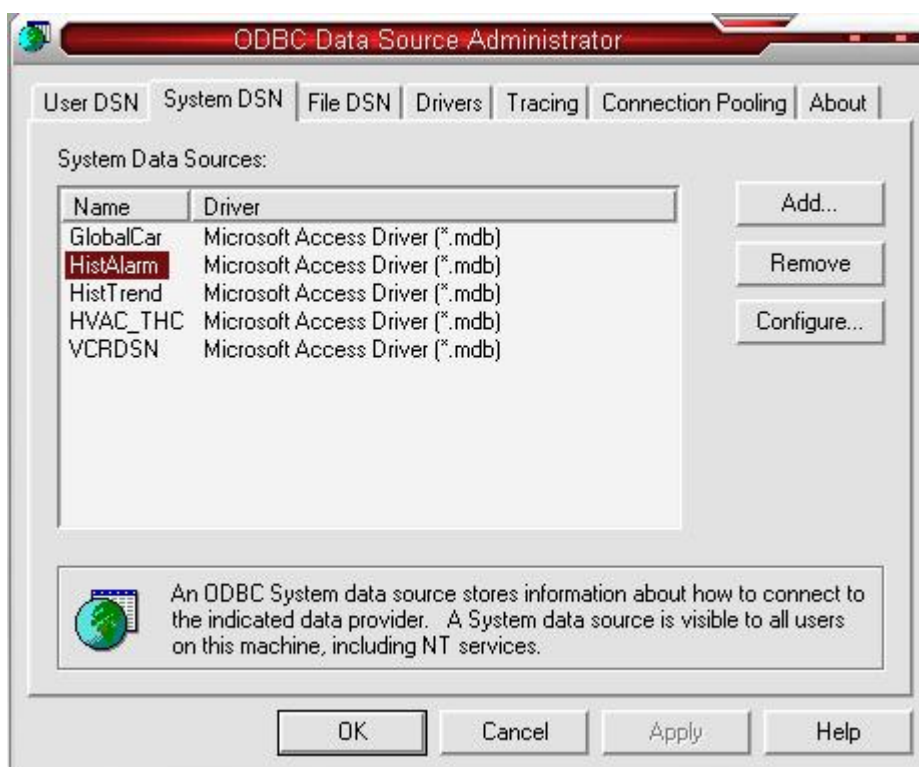 ODBC Data Source Administrator
User DSN System DSN File DSN Drivers Tracing Connection Pooling About
System Data Sources:
Name Driver
GlobalCar Microsoft Access Driver (*.mdb)
HistAlarm Microsoft Access Driver (*.mdb)
HistTrend Microsoft Access Driver (*.mdb)
HVAC_THC Microsoft Access Driver (*.mdb)
VCRDSN Microsoft Access Driver (*.mdb)
Add...
Remove
Configure...
An ODBC System data source stores information about how to connect to
the indicated data provider. A System data source is visible to all users
on this machine, including NT services.
OK Cancel Apply Help